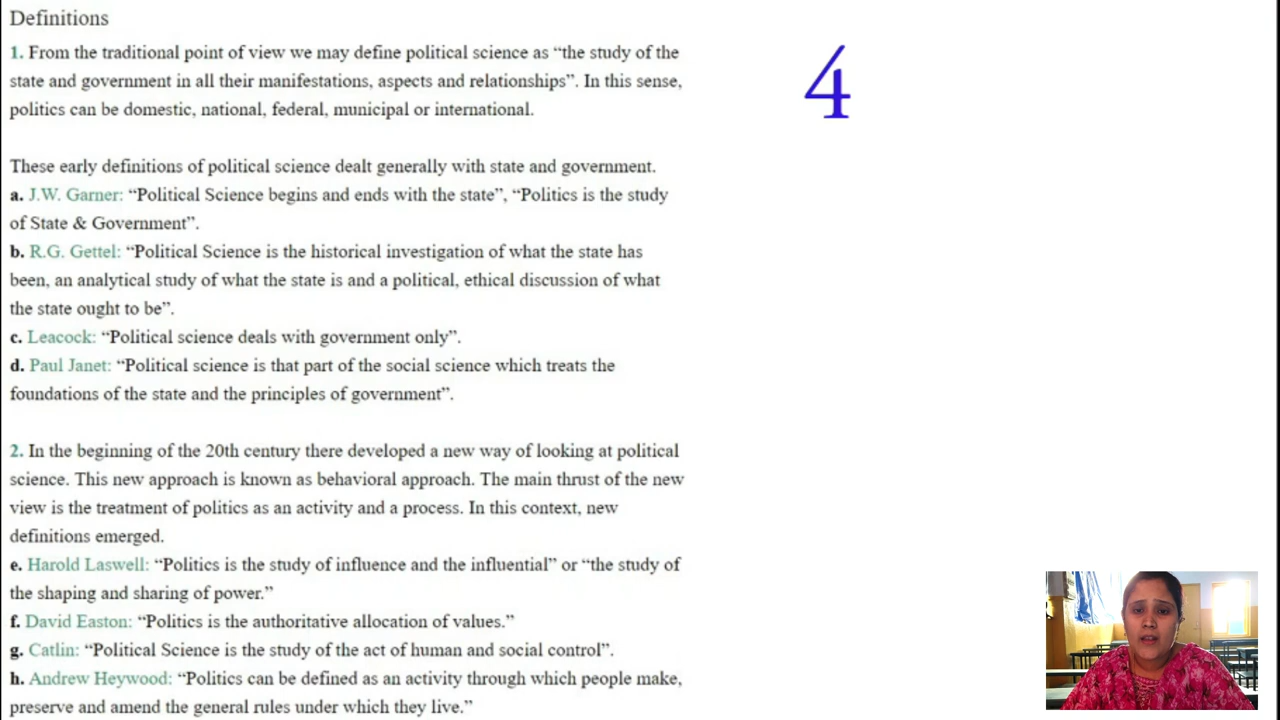 Definitions
1. From the traditional point of view we may define political science as “the study of the
state and government in all their manifestations, aspects and relationships”. In this sense,
politics can be domestic, national, federal, municipal or international.
These early definitions of political science dealt generally with state and government.
a. J.W. Garner: “Political Science begins and ends with the state”, “Politics is the study
of State & Government”.
b. R.G. Gettel: “Political Science is the historical investigation of what the state has
been, an analytical study of what the state is and a political, ethical discussion of what
the state ought to be”.
c. Leacock: “Political science deals with government only”.
d. Paul Janet: “Political science is that part of the social science which treats the
foundations of the state and the principles of government”.
2. In the beginning of the 20th century there developed a new way of looking at political
science. This new approach is known as behavioral approach. The main thrust of the new
view is the treatment of politics as an activity and a process. In this context, new
definitions emerged.
e. Harold Laswell: “Politics is the study of influence and the influential” or “the study of
the shaping and sharing of power.”
f. David Easton: “Politics is the authoritative allocation of values.”
g. Catlin: “Political Science is the study of the act of human and social control”.
h. Andrew Heywood: “Politics can be defined as an activity through which people make,
preserve and amend the general rules under which they live.”
4